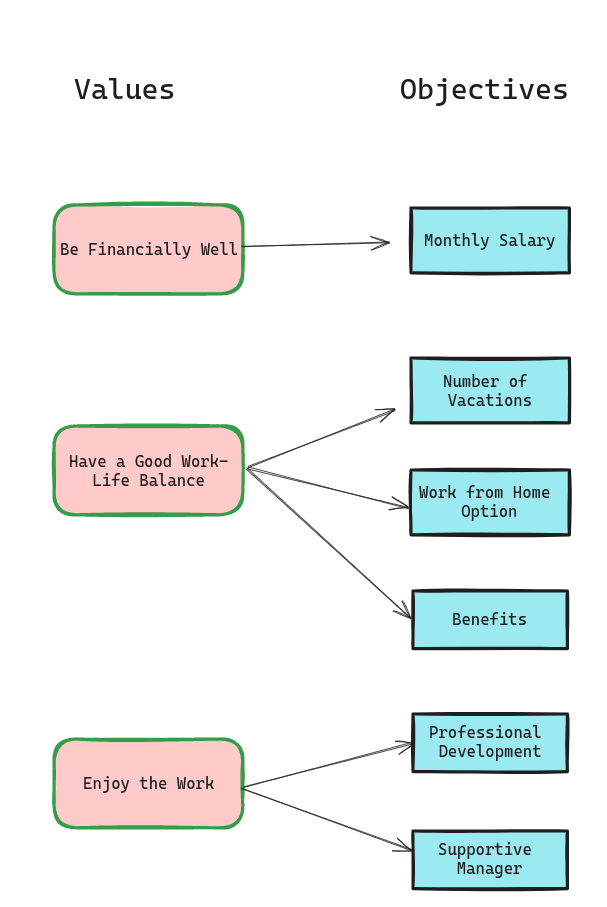 Values
Objectives
Be Financially Well
Monthly Salary
Number of
Vacations
Have a Good Work-
Life Balance
Work from Home
Option
Benefits
Professional
Development
Enjoy the Work
Supportive
Manager